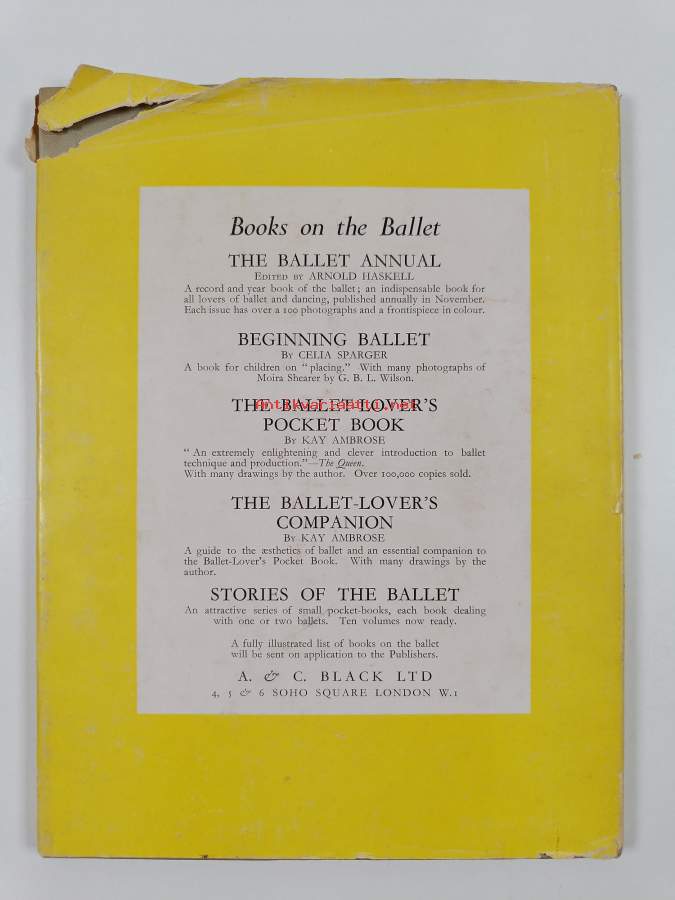 Books on the Ballet
THE BALLET ANNUAL
EDITED BY ARNOLD HASKELL
A record and year book of the ballet; an indispensable book for
all lovers of ballet and dancing, published annually in November.
Each issue has over a 100 photographs and a frontispiece in colour.
BEGINNING BALLET
BY CELIA SPARGER
A book for children on "placing." With many photographs of
Moira Shearer by G. B. L. Wilson.
THE BALLET-LOVER'S
antikvariaatti.net
POCKET BOOK
BY KAY AMBROSE
"An extremely enlightening and clever introduction to ballet
technique and production."—The Queen.
With many drawings by the author. Over 100,000 copies sold.
THE BALLET-LOVER'S
COMPANION
BY KAY AMBROSE
A guide to the æsthetics of ballet and an essential companion to
the Ballet-Lover's Pocket Book. With many drawings by the
author.
STORIES OF THE BALLET
An attractive series of small pocket-books, each book dealing
with one or two ballets. Ten volumes now ready.
A fully illustrated list of books on the ballet
will be sent on application to the Publishers.
A. & C. BLACK LTD
4, 5 & 6 SOHO SQUARE LONDON W.1